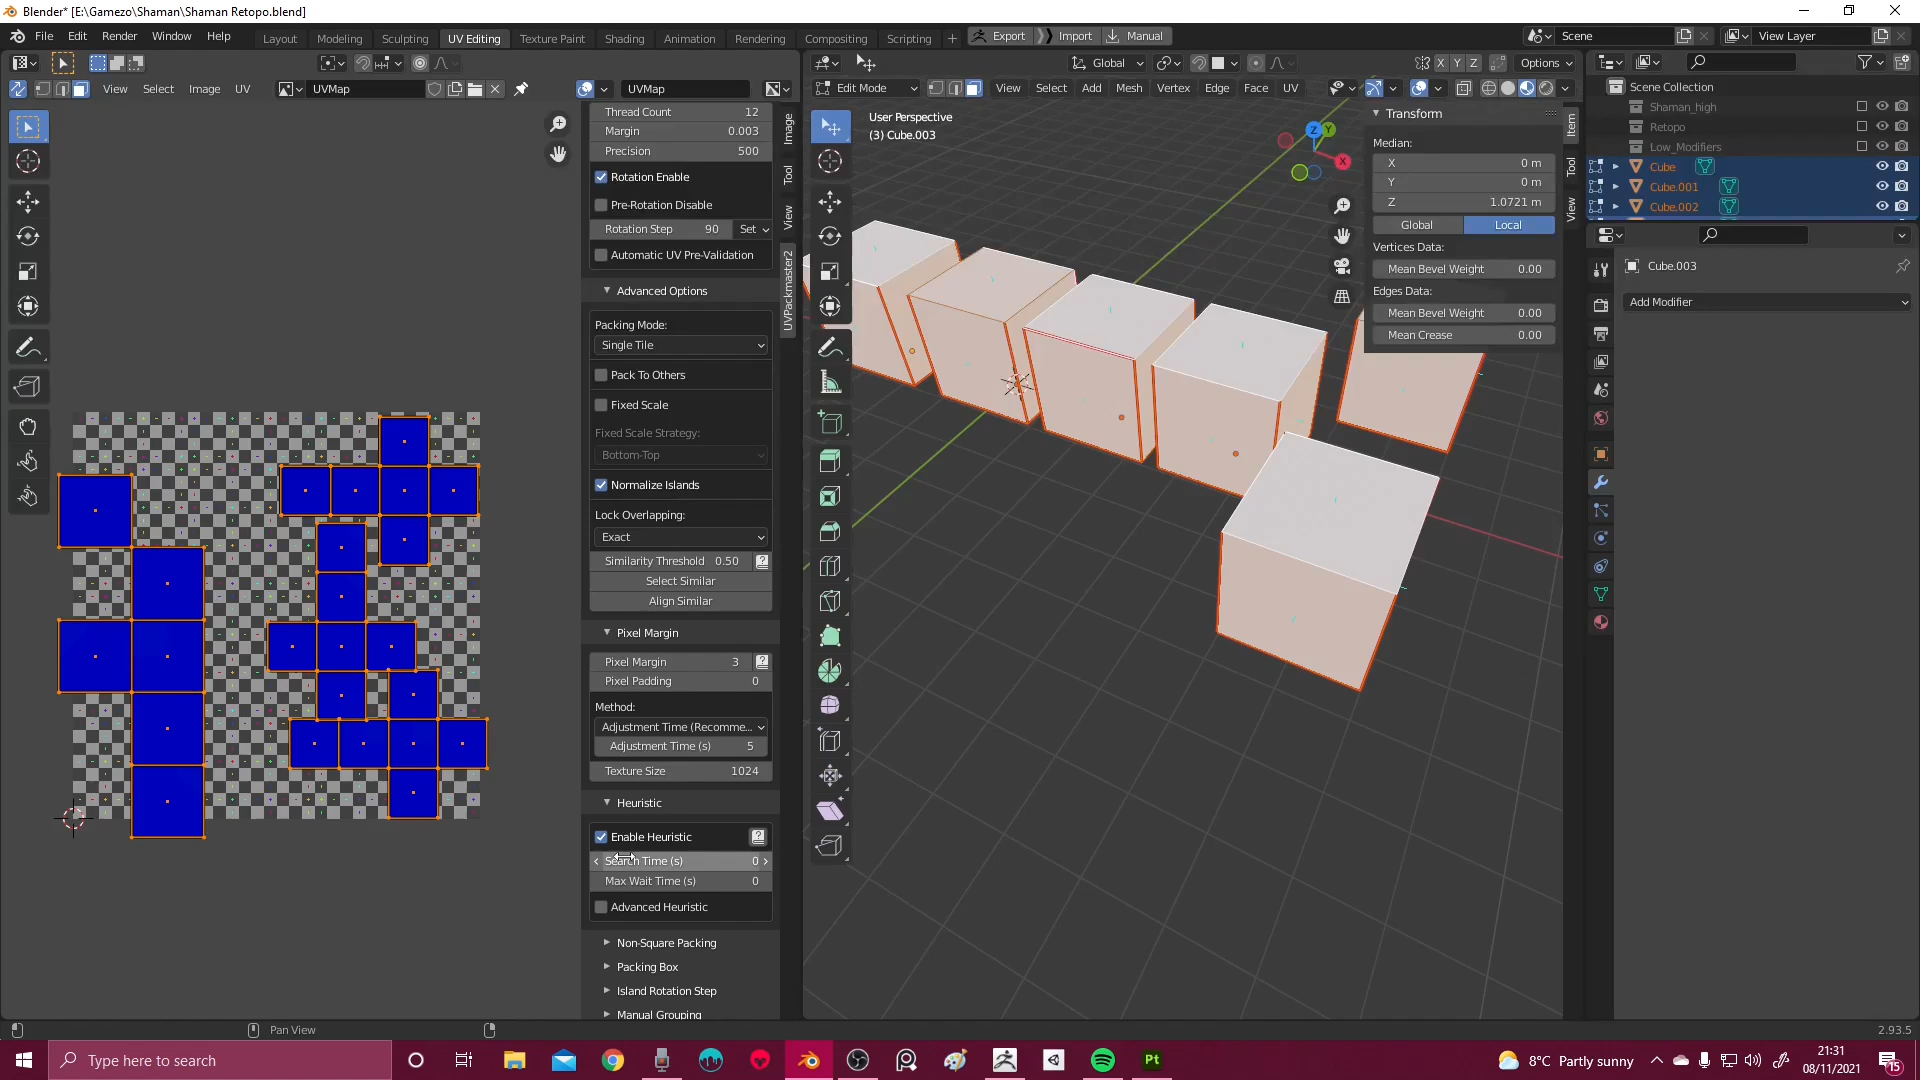 Blender* [E:\Gamezo\Shaman\Shaman Retopo.blend]
File Edit Render Window Help
Layout Modeling Sculpting UV Editing Texture Paint Shading Animation Rendering Compositing Scripting +
Export Import Manual
Scene View Layer
Global Options
X Y Z
View Select Image UV UVMap UVMap
Edit Mode View Select Add Mesh Vertex Edge Face UV
Thread Count 12
Margin 0.003
Precision 500
Rotation Enable
Pre-Rotation Disable
Rotation Step 90 Set
Automatic UV Pre-Validation
Advanced Options
Packing Mode:
Single Tile
Pack To Others
Fixed Scale
Fixed Scale Strategy:
Bottom-Top
Normalize Islands
Lock Overlapping:
Exact
Similarity Threshold 0.50
Select Similar
Align Similar
Pixel Margin
Pixel Margin 3
Pixel Padding 0
Method:
Adjustment Time (Recomme...
Adjustment Time (s) 5
Texture Size 1024
Heuristic
Enable Heuristic
Search Time (s) 0
Max Wait Time (s) 0
Advanced Heuristic
Non-Square Packing
Packing Box
Island Rotation Step
Manual Grouping
Image
Tool
View
UVPackmaster2
User Perspective
(3) Cube.003
Z Y
X
Transform
Median:
X 0 m
Y 0 m
Z 1.0721 m
Global Local
Vertices Data:
Mean Bevel Weight 0.00
Edges Data:
Mean Bevel Weight 0.00
Mean Crease 0.00
Item
Tool
View
Scene Collection
Shaman_high
Retopo
Low_Modifiers
Cube
Cube.001
Cube.002
Cube.003
Add Modifier
Pan View
2.93.5
Type here to search
Pt
8°C Partly sunny
21:31
08/11/2021
15